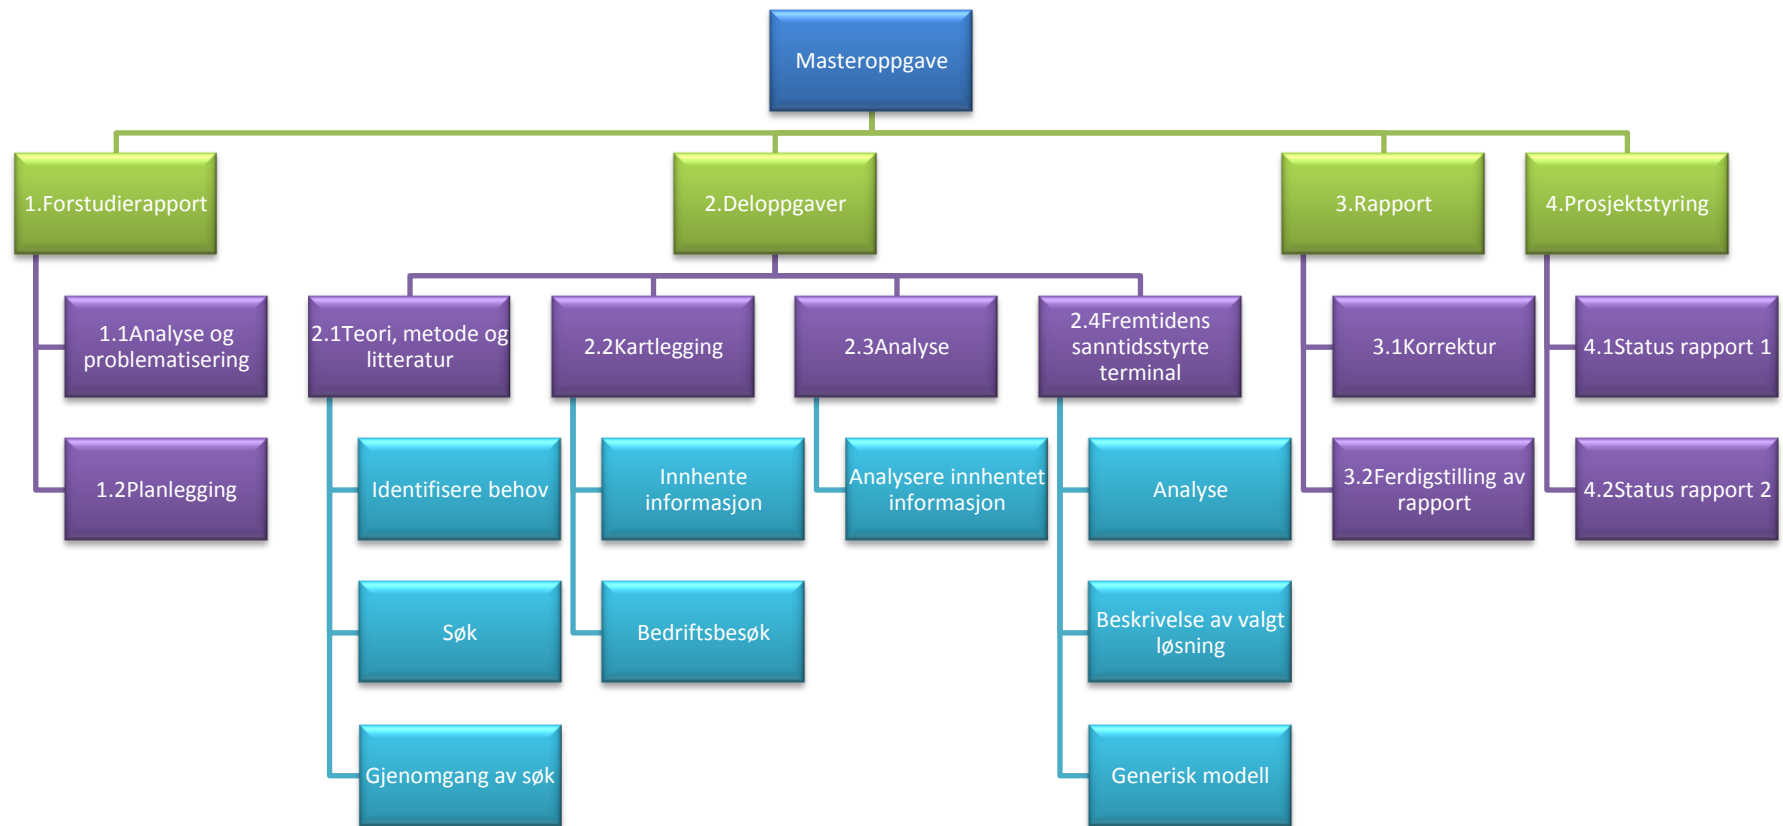 Masteroppgave
1.Forstudierapport
2.Deloppgaver
3.Rapport
4.Prosjektstyring
1.1Analyse og
problematisering
2.1Teori, metode og
litteratur
2.2Kartlegging
2.3Analyse
2.4Fremtidens
sanntidsstyrte
terminal
3.1Korrektur
4.1Status rapport 1
1.2Planlegging
Identifisere behov
Innhente
informasjon
Analysere innhentet
informasjon
Analyse
3.2Ferdigstilling av
rapport
4.2Status rapport 2
Søk
Bedriftsbesøk
Beskrivelse av valgt
løsning
Gjenomgang av søk
Generisk modell